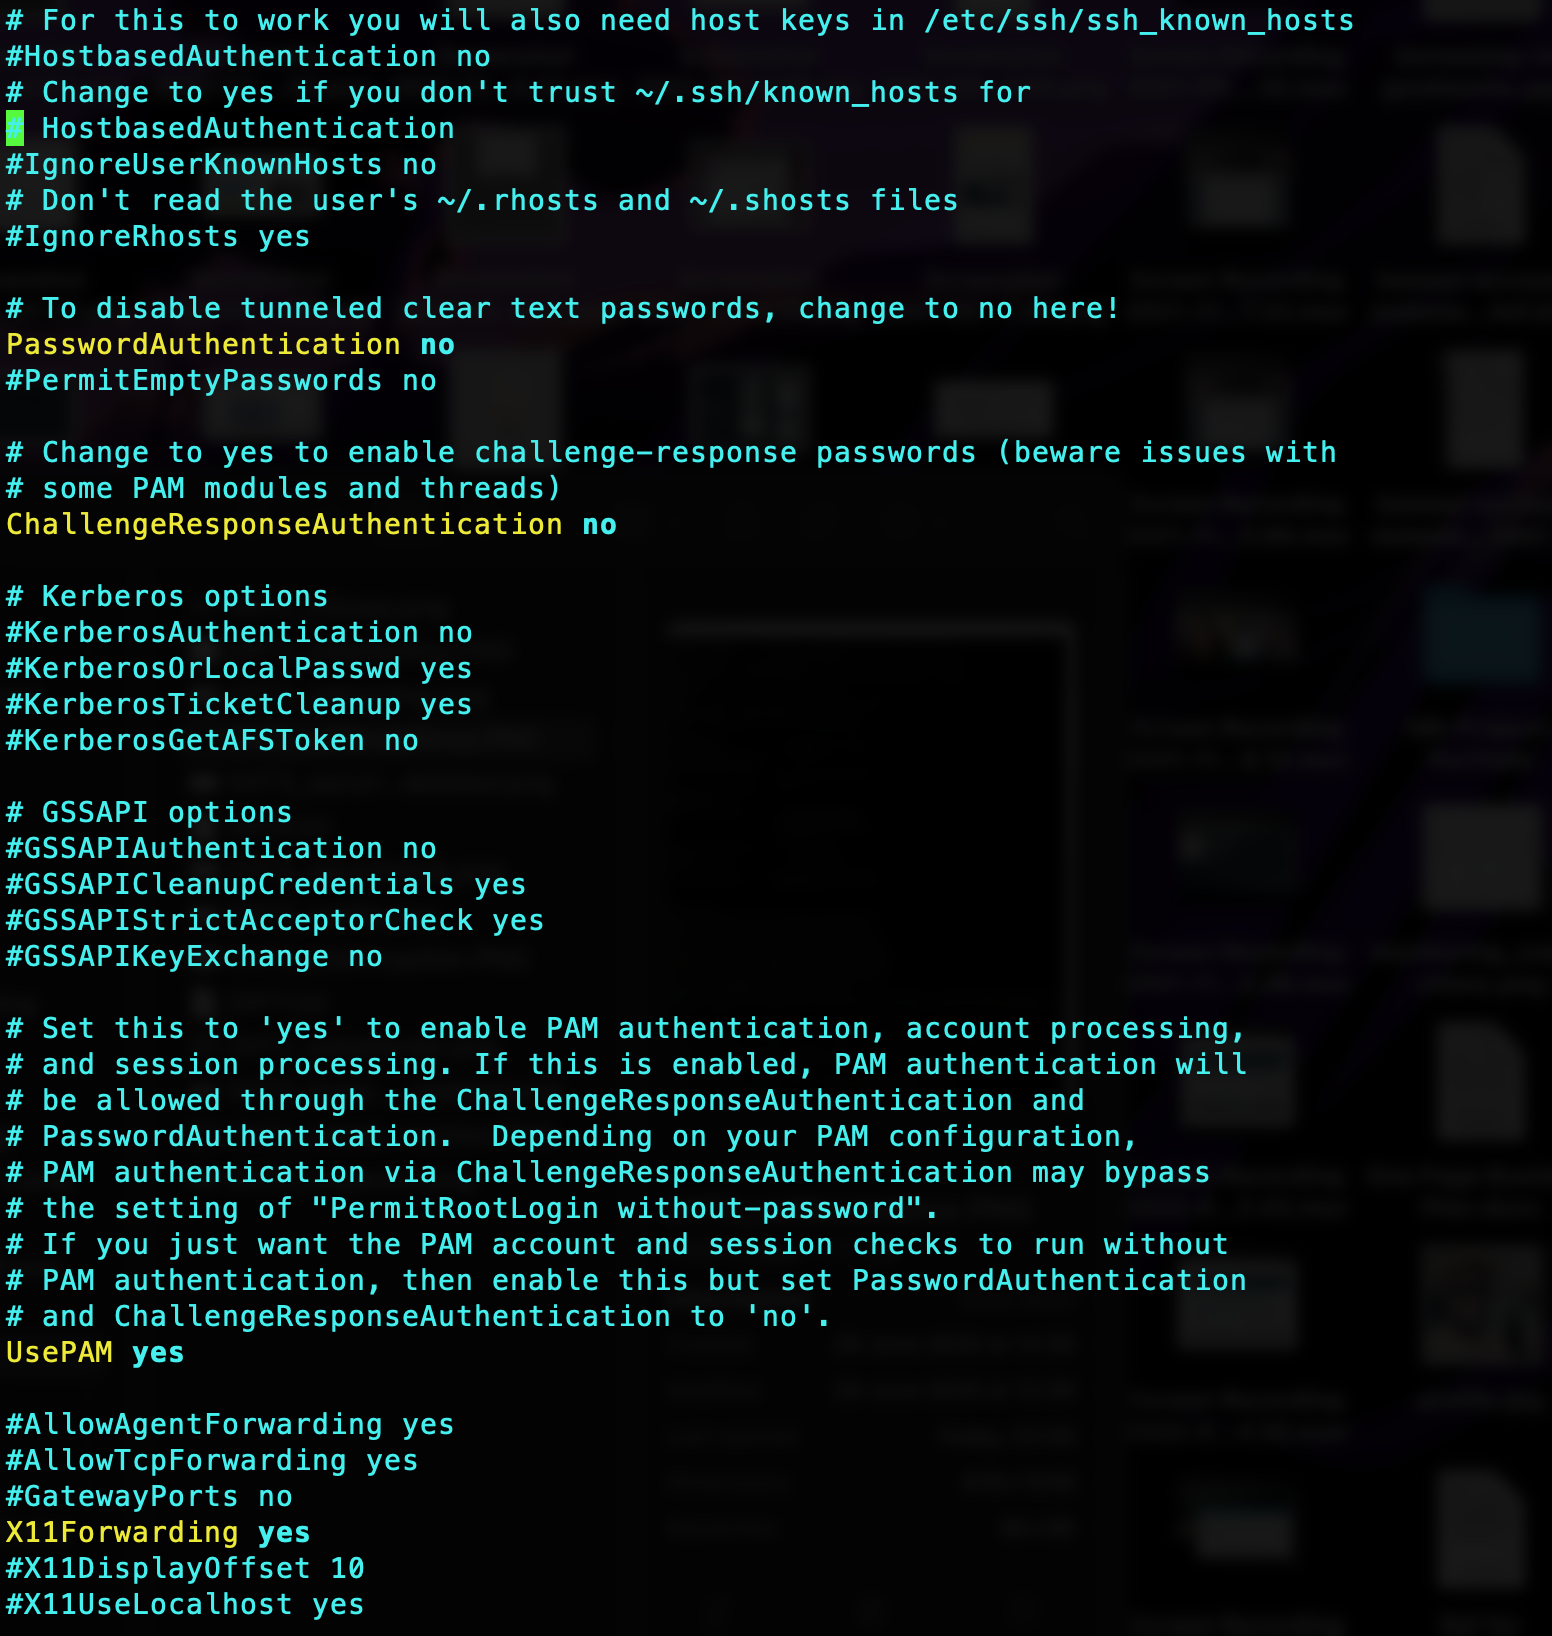 # For this to work you will also need host keys in /etc/ssh/ssh_known_hosts
#HostbasedAuthentication no
# Change to yes if you don't trust ~/.ssh/known_hosts for
# HostbasedAuthentication
#IgnoreUserKnownHosts no
# Don't read the user's ~/.rhosts and ~/.shosts files
#IgnoreRhosts yes

# To disable tunneled clear text passwords, change to no here!
PasswordAuthentication no
#PermitEmptyPasswords no

# Change to yes to enable challenge-response passwords (beware issues with
# some PAM modules and threads)
ChallengeResponseAuthentication no

# Kerberos options
#KerberosAuthentication no
#KerberosOrLocalPasswd yes
#KerberosTicketCleanup yes
#KerberosGetAFSToken no

# GSSAPI options
#GSSAPIAuthentication no
#GSSAPICleanupCredentials yes
#GSSAPIStrictAcceptorCheck yes
#GSSAPIKeyExchange no

# Set this to 'yes' to enable PAM authentication, account processing,
# and session processing. If this is enabled, PAM authentication will
# be allowed through the ChallengeResponseAuthentication and
# PasswordAuthentication.  Depending on your PAM configuration,
# PAM authentication via ChallengeResponseAuthentication may bypass
# the setting of "PermitRootLogin without-password".
# If you just want the PAM account and session checks to run without
# PAM authentication, then enable this but set PasswordAuthentication
# and ChallengeResponseAuthentication to 'no'.
UsePAM yes

#AllowAgentForwarding yes
#AllowTcpForwarding yes
#GatewayPorts no
X11Forwarding yes
#X11DisplayOffset 10
#X11UseLocalhost yes